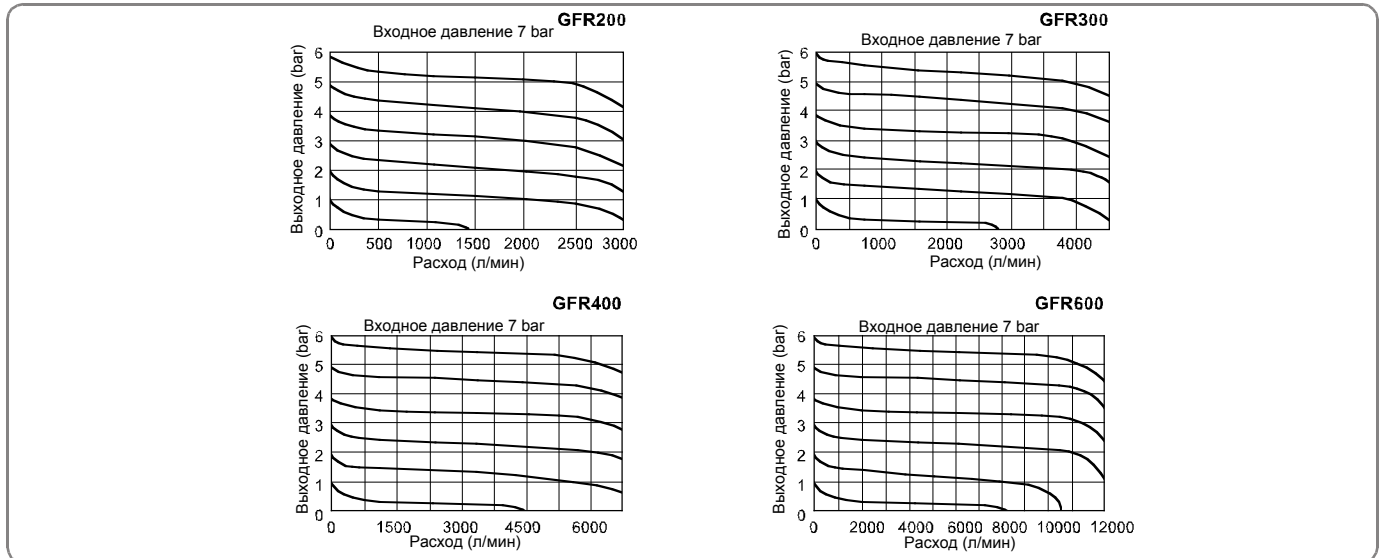 GFR200
Входное давление 7 bar
Выходное давление (bar)
6
5
4
3
2
1
0
0 500 1000 1500 2000 2500 3000
Расход (л/мин)
GFR300
Входное давление 7 bar
Выходное давление (bar)
6
5
4
3
2
1
0
0 1000 2000 3000 4000
Расход (л/мин)
GFR400
Входное давление 7 bar
Выходное давление (bar)
6
5
4
3
2
1
0
0 1500 3000 4500 6000
Расход (л/мин)
GFR600
Входное давление 7 bar
Выходное давление (bar)
6
5
4
3
2
1
0
0 2000 4000 6000 8000 10000 12000
Расход (л/мин)